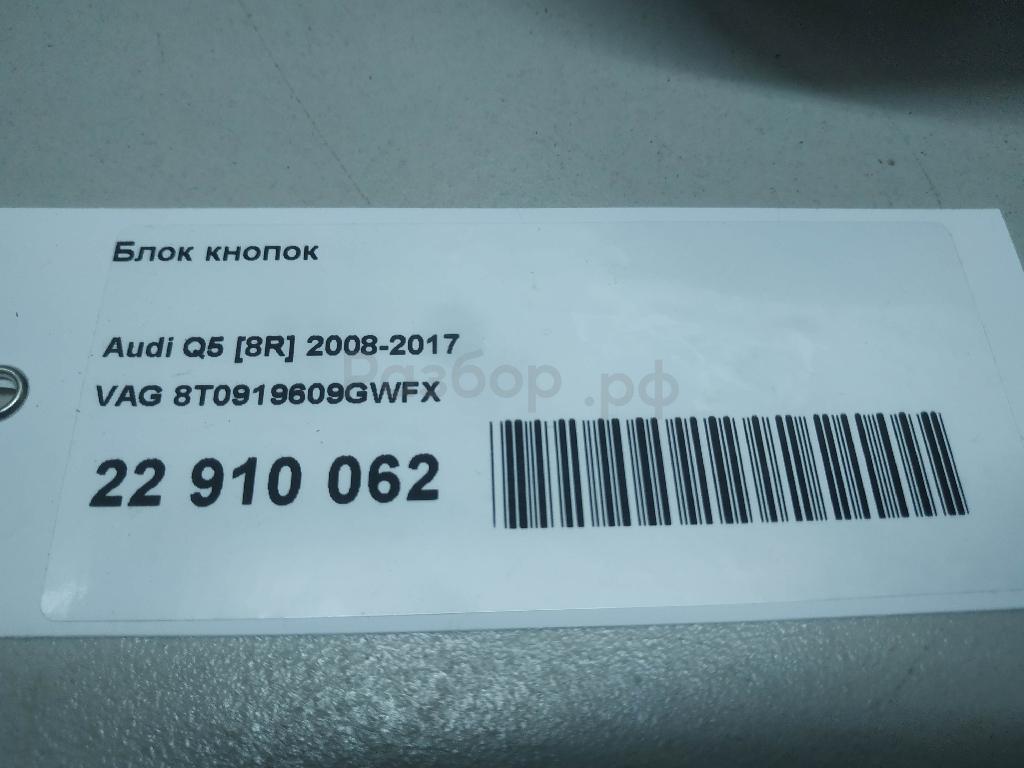 Блок кнопок
Audi Q5 [8R] 2008-2017
VAG 8T0919609GWFX
Разбор.рф
22 910 062